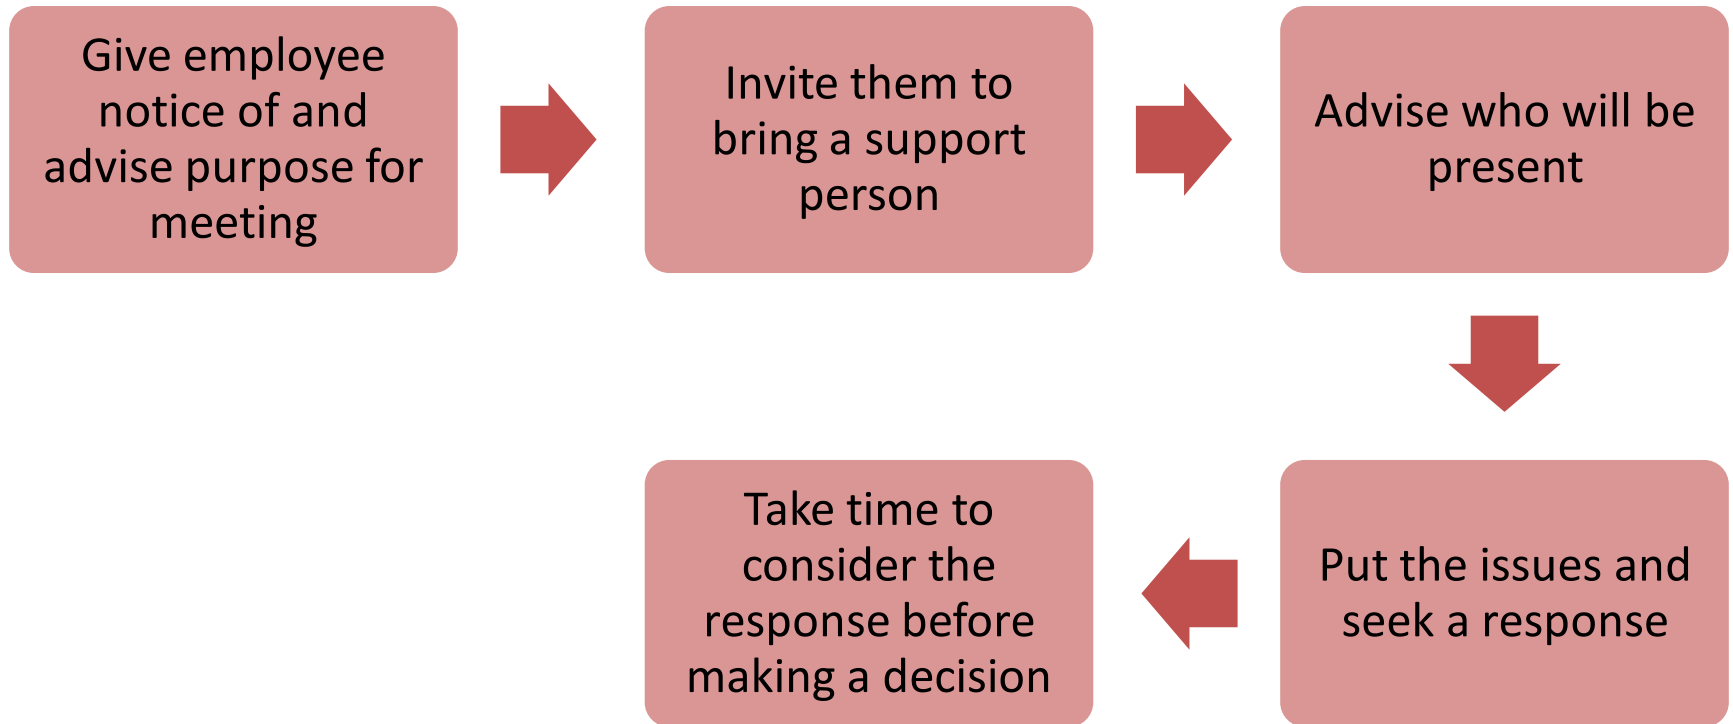 Give employee
notice of and
advise purpose for
meeting
Invite them to
bring a support
person
Advise who will be
present
Put the issues and
seek a response
Take time to
consider the
response before
making a decision